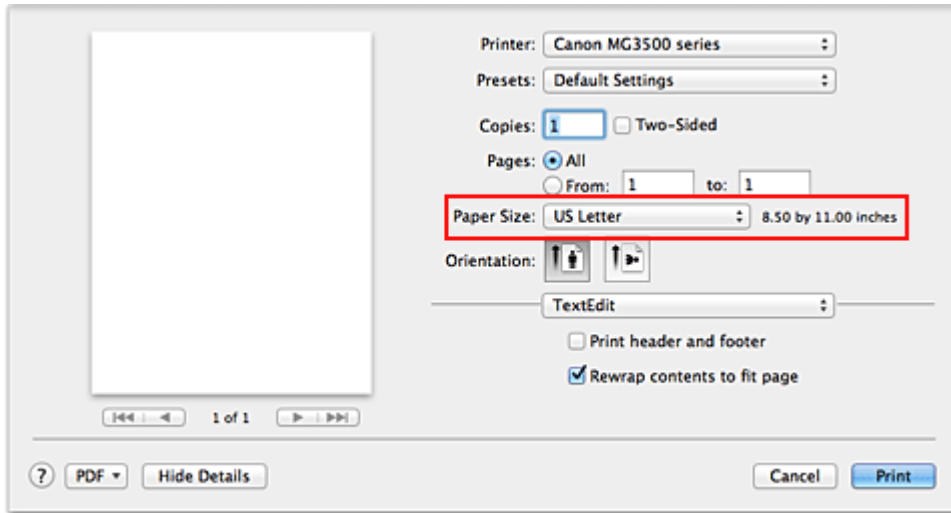 Printer: Canon MG3500 series
Presets: Default Settings
Copies: 1 Two-Sided
Pages: All
From: 1 to: 1
Paper Size: US Letter 8.50 by 11.00 inches
Orientation:
TextEdit
Print header and footer
Rewrap contents to fit page
1 of 1
? PDF Hide Details Cancel Print